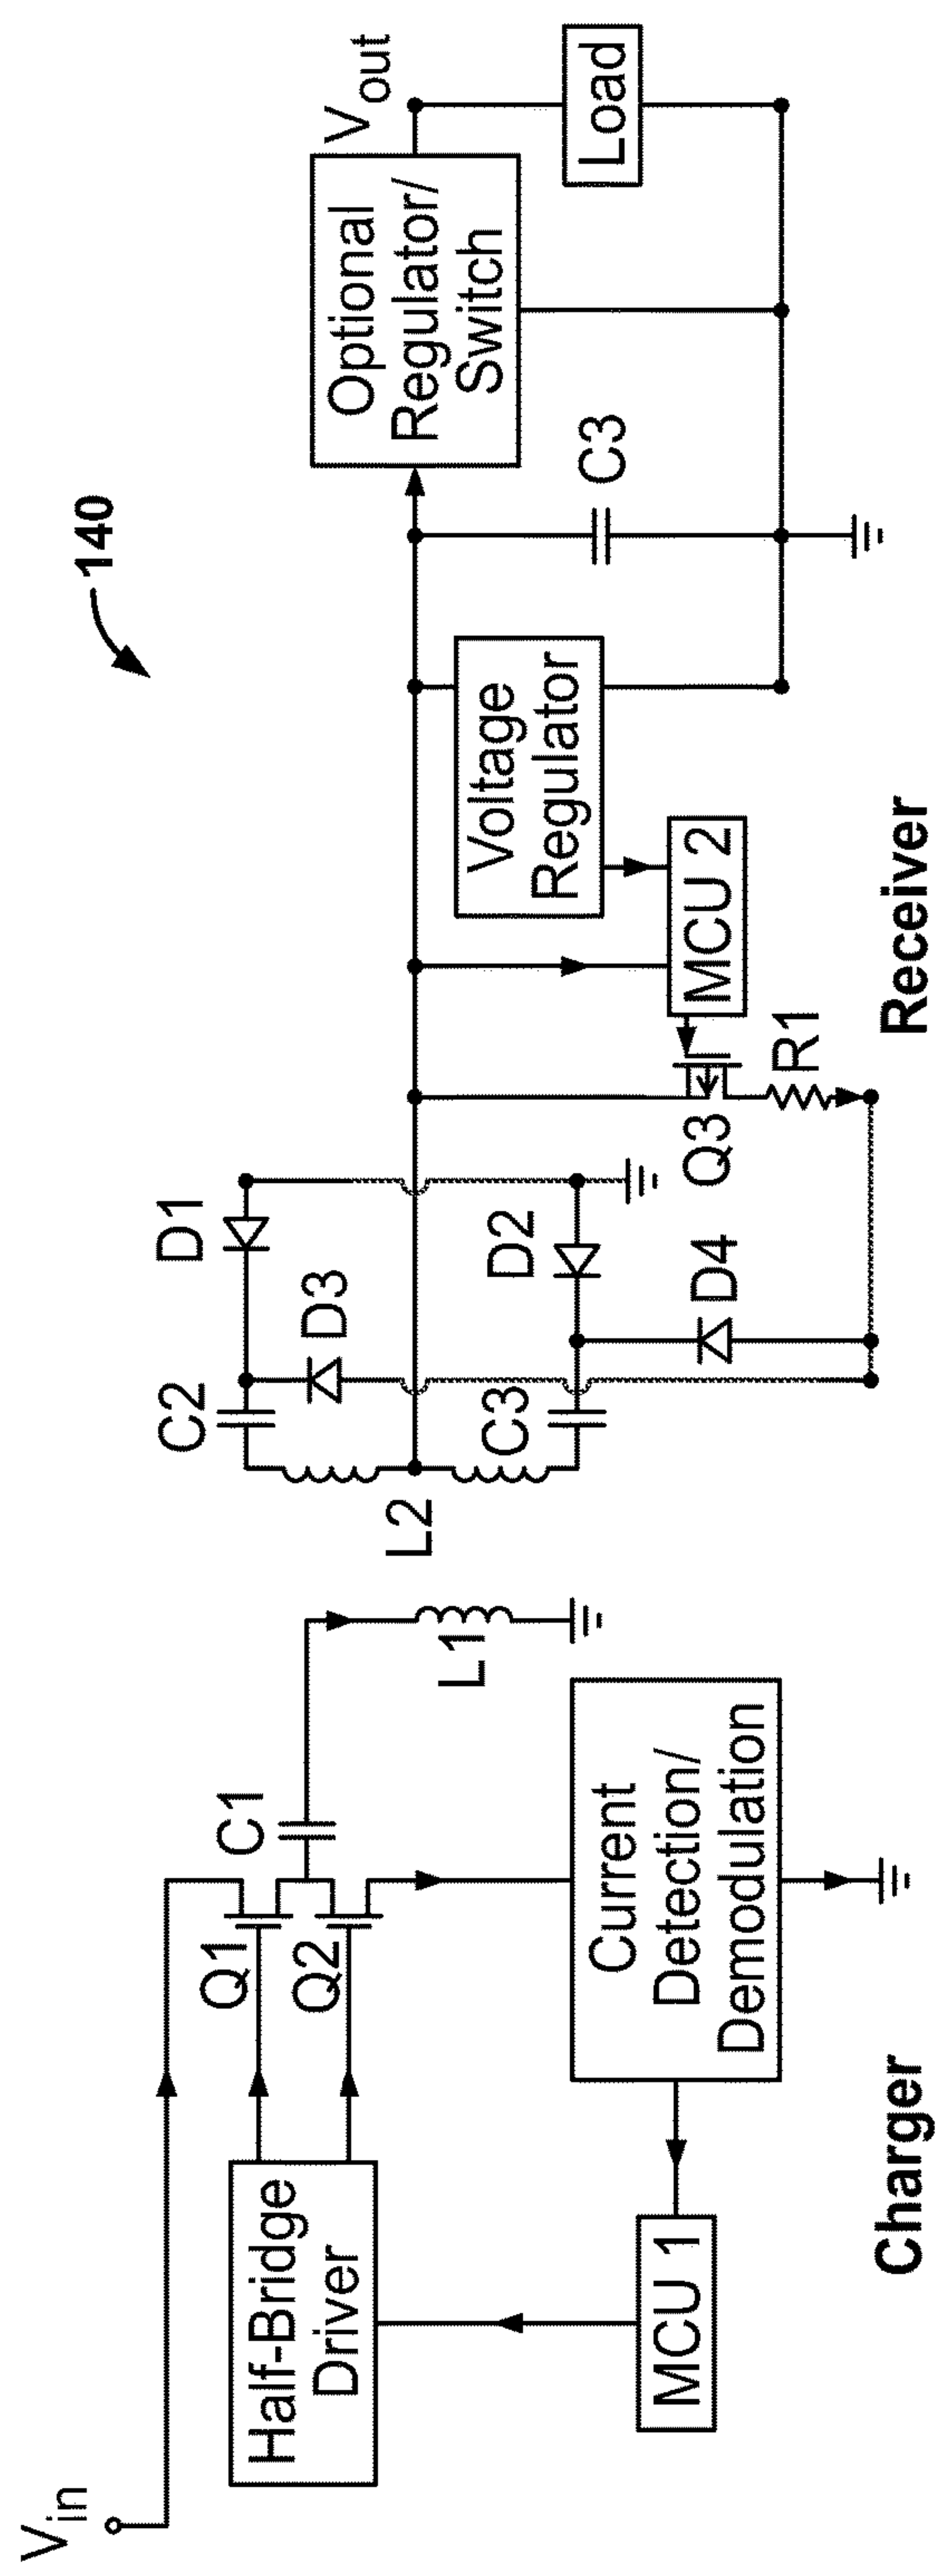 140
Vin
Half-Bridge
Driver
Q1
Q2
C1
L1
MCU 1
Current
Detection/
Demodulation
Charger
L2
C2
D1
D3
C3
D2
D4
Q3
R1
MCU 2
Voltage
Regulator
C3
Optional
Regulator/
Switch
Vout
Load
Receiver